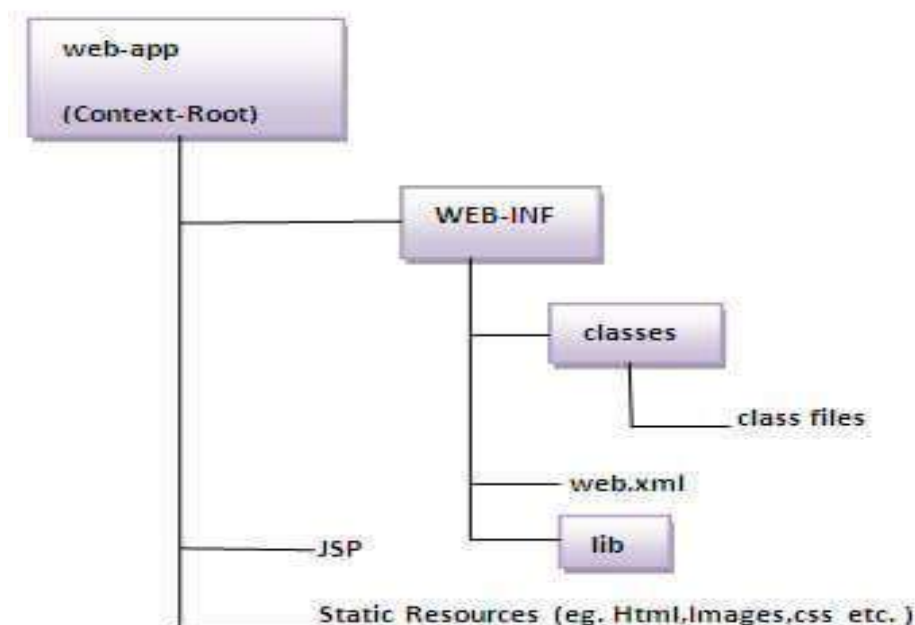 web-app
(Context-Root)
WEB-INF
classes
class files
web.xml
lib
JSP
Static Resources (eg. Html,Images,css etc. )